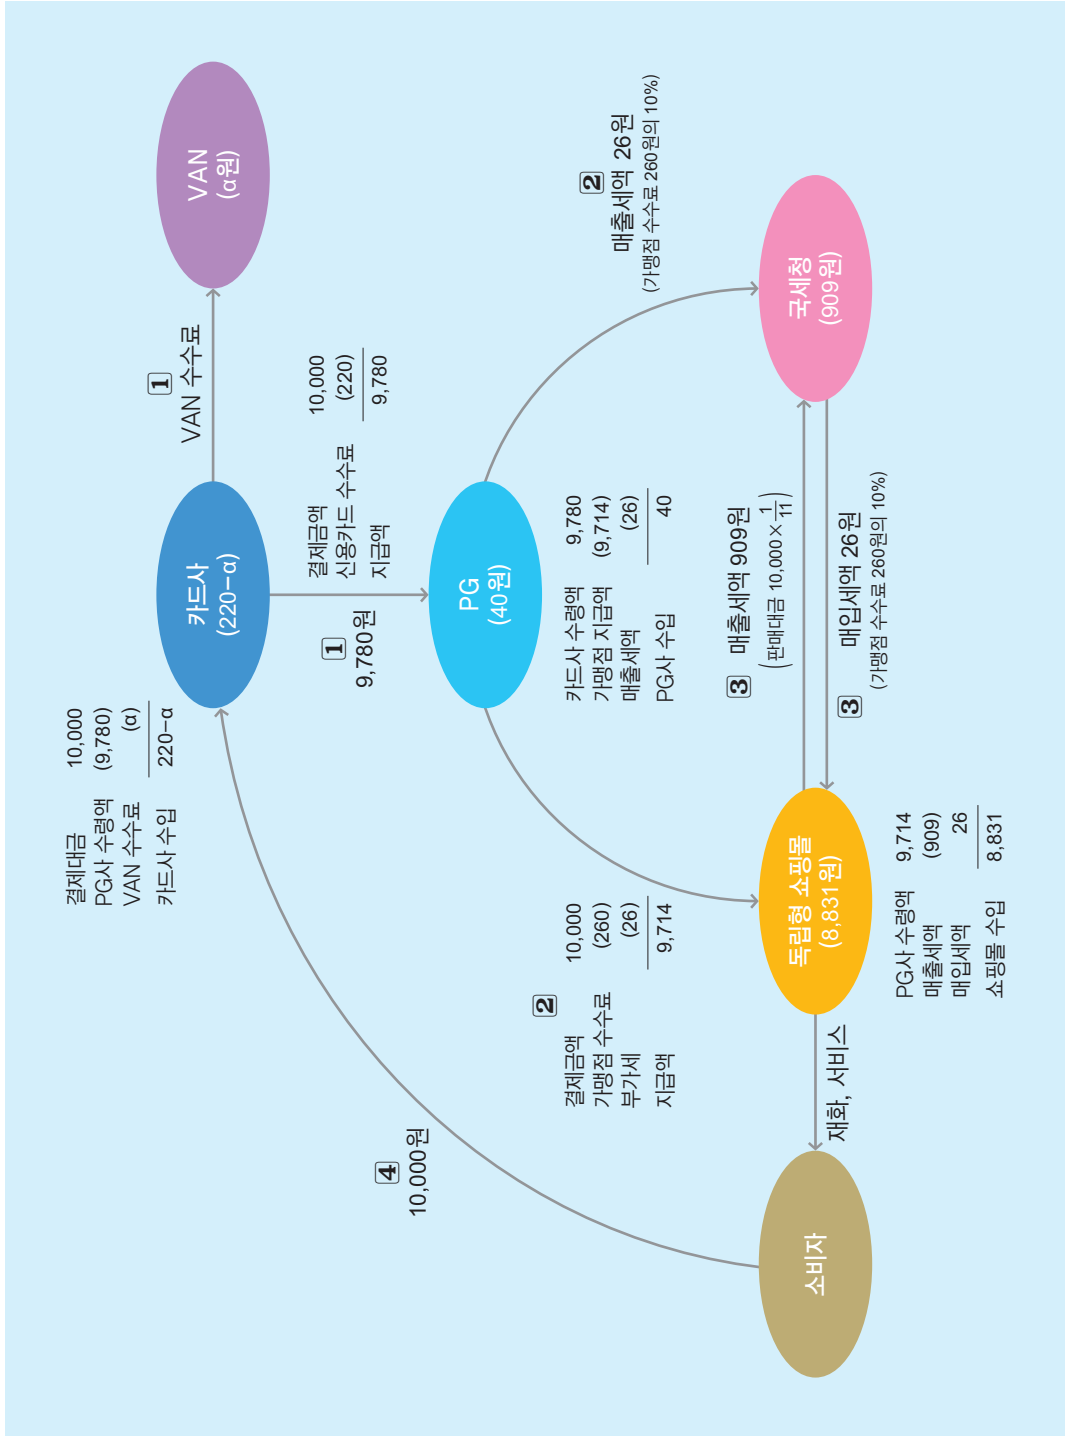 결제대금 10,000
PG사 수령액 (9,780)
VAN 수수료 (α)
카드사 수입 220-α
카드사
(220-α)
1
VAN 수수료
VAN
(α원)
4
10,000원
1
9,780원
결제금액 10,000
신용카드 수수료 (220)
지급액 9,780
PG
(40원)
2
결제금액 10,000
가맹점 수수료 (260)
부가세 (26)
지급액 9,714
카드사 수령액 9,780
가맹점 지급액 (9,714)
매출세액 (26)
PG사 수입 40
2
매출세액 26원
(가맹점 수수료 260원의 10%)
3 매출세액 909원
(판매대금 10,000×1/11)
소비자
재화, 서비스
독립형 쇼핑몰
(8,831원)
국세청
(909원)
3 매입세액 26원
(가맹점 수수료 260원의 10%)
PG사 수령액 9,714
매출세액 (909)
매입세액 26
쇼핑몰 수입 8,831